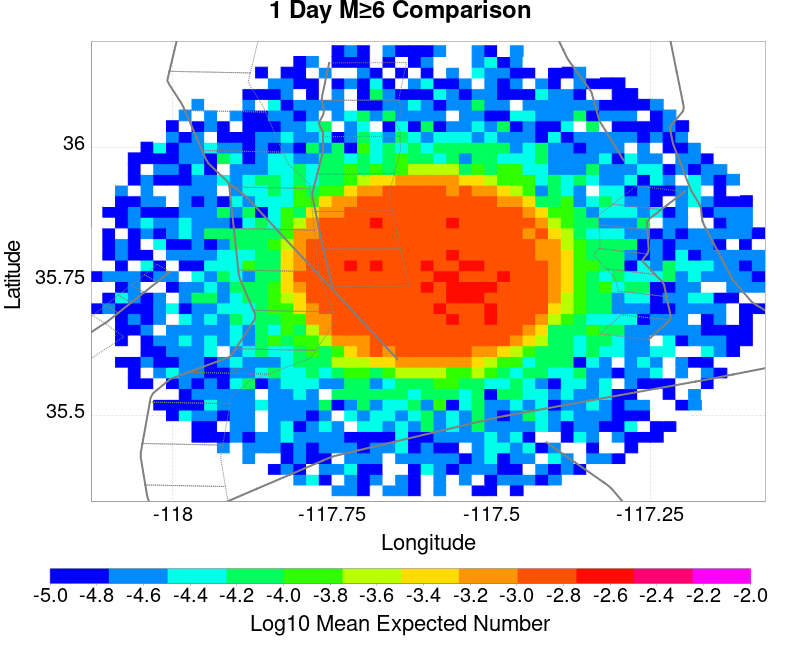 1 Day M≥6 Comparison
36
35.75
35.5
Latitude
-118 -117.75 -117.5 -117.25
Longitude
-5.0 -4.8 -4.6 -4.4 -4.2 -4.0 -3.8 -3.6 -3.4 -3.2 -3.0 -2.8 -2.6 -2.4 -2.2 -2.0
Log10 Mean Expected Number